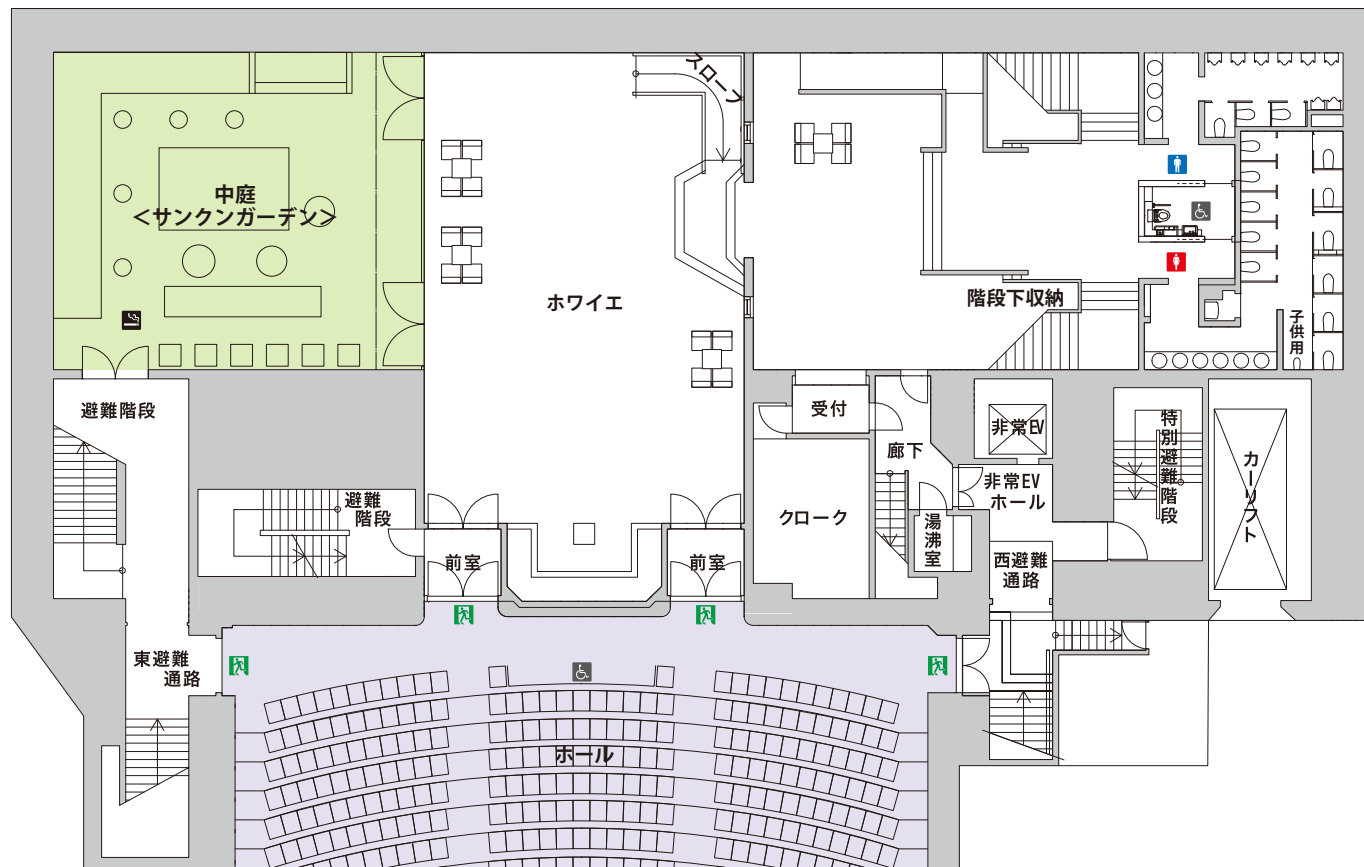 スロープ
中庭
＜サンクンガーデン＞
ホワイエ
階段下収納
子供用
避難階段
受付
非常EV
特別避難階段
カーリフト
廊下
避難
階段
非常EV
ホール
クローク
湯沸室
前室
前室
西避難
通路
東避難
通路
ホール